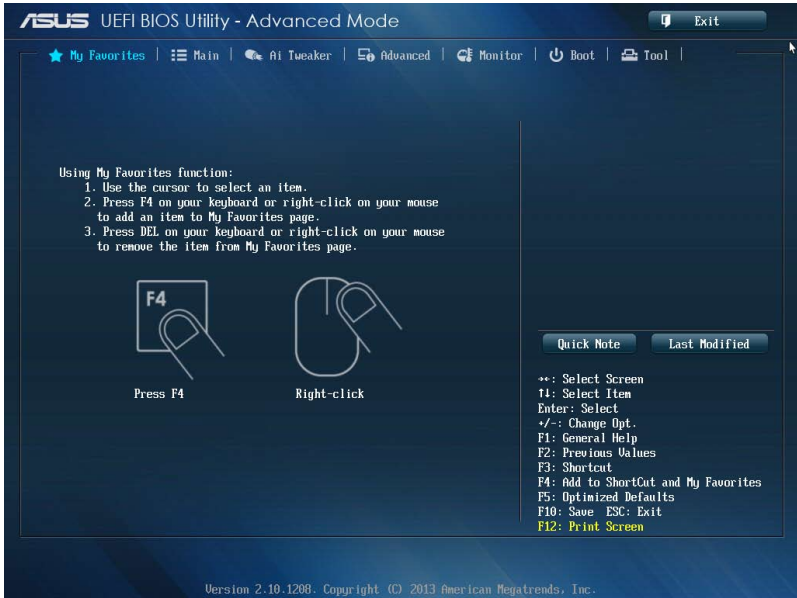 ASUS UEFI BIOS Utility - Advanced Mode
Exit
My Favorites | Main | Ai Tweaker | Advanced | Monitor | Boot | Tool |
Using My Favorites function:
1. Use the cursor to select an item.
2. Press F4 on your keyboard or right-click on your mouse
to add an item to My Favorites page.
3. Press DEL on your keyboard or right-click on your mouse
to remove the item from My Favorites page.
F4
Press F4
Right-click
Quick Note
Last Modified
→←: Select Screen
↑↓: Select Item
Enter: Select
+/-: Change Opt.
F1: General Help
F2: Previous Values
F3: Shortcut
F4: Add to ShortCut and My Favorites
F5: Optimized Defaults
F10: Save ESC: Exit
F12: Print Screen
Version 2.10.1208. Copyright (C) 2013 American Megatrends, Inc.